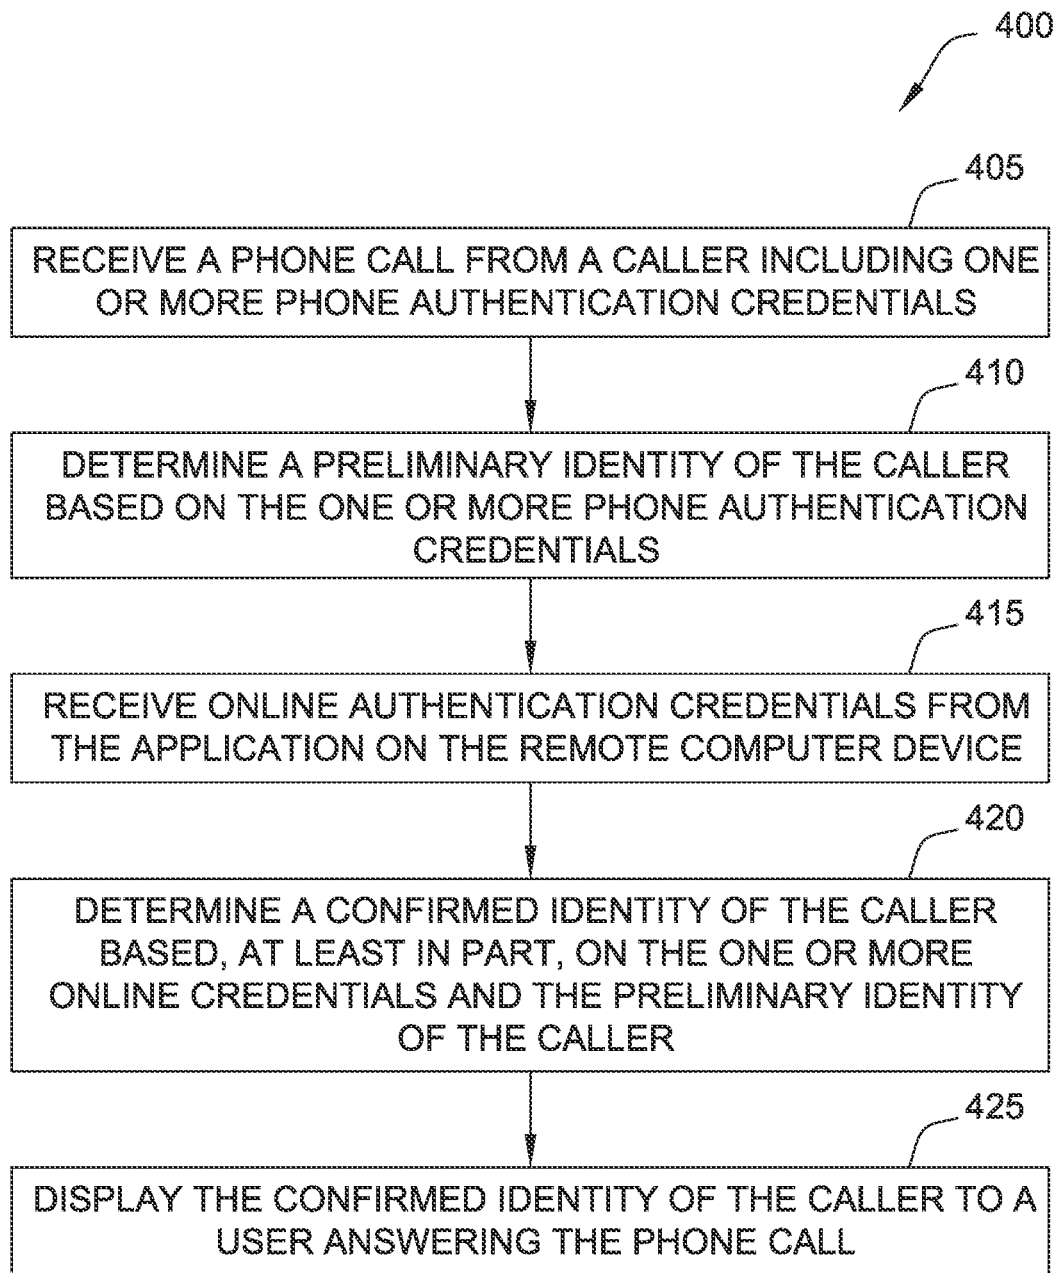 400
405
RECEIVE A PHONE CALL FROM A CALLER INCLUDING ONE
OR MORE PHONE AUTHENTICATION CREDENTIALS
410
DETERMINE A PRELIMINARY IDENTITY OF THE CALLER
BASED ON THE ONE OR MORE PHONE AUTHENTICATION
CREDENTIALS
415
RECEIVE ONLINE AUTHENTICATION CREDENTIALS FROM
THE APPLICATION ON THE REMOTE COMPUTER DEVICE
420
DETERMINE A CONFIRMED IDENTITY OF THE CALLER
BASED, AT LEAST IN PART, ON THE ONE OR MORE
ONLINE CREDENTIALS AND THE PRELIMINARY IDENTITY
OF THE CALLER
425
DISPLAY THE CONFIRMED IDENTITY OF THE CALLER TO A
USER ANSWERING THE PHONE CALL